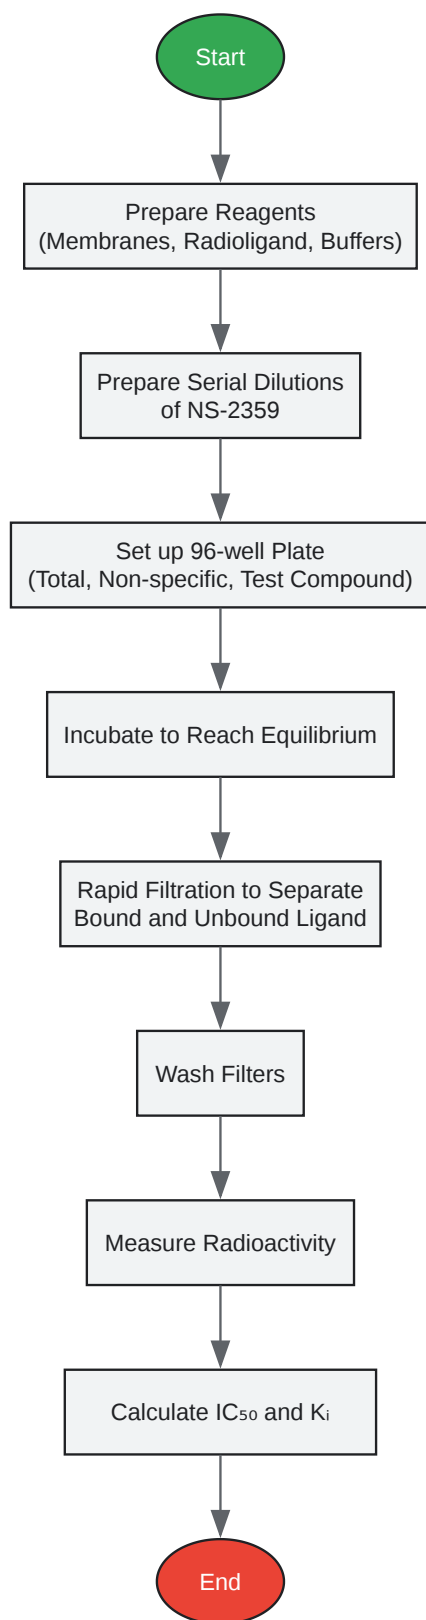 Start
Prepare Reagents
(Membranes, Radioligand, Buffers)
Prepare Serial Dilutions
of NS-2359
Set up 96-well Plate
(Total, Non-specific, Test Compound)
Incubate to Reach Equilibrium
Rapid Filtration to Separate
Bound and Unbound Ligand
Wash Filters
Measure Radioactivity
Calculate IC₅₀ and Kᵢ
End